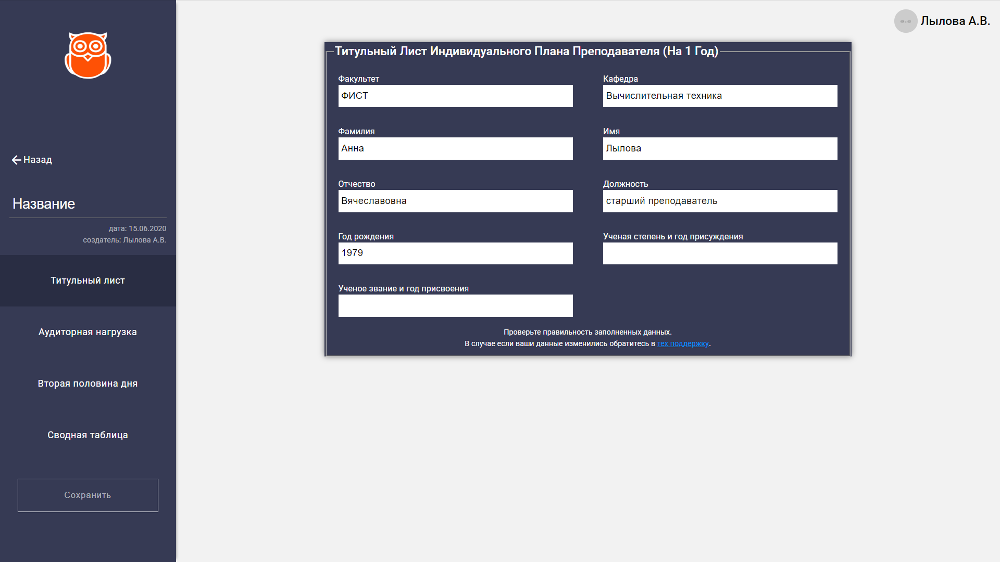 Лылова А.В.
Титульный Лист Индивидуального Плана Преподавателя (На 1 Год)
Факультет
ФИСТ
Кафедра
Вычислительная техника
Фамилия
Анна
Имя
Лылова
Отчество
Вячеславовна
Должность
старший преподаватель
Год рождения
1979
Ученая степень и год присуждения
Ученое звание и год присвоения
Проверьте правильность заполненных данных.
В случае если ваши данные изменились обратитесь в тех поддержку.
Назад
Название
дата: 15.06.2020
создатель: Лылова А.В.
Титульный лист
Аудиторная нагрузка
Вторая половина дня
Сводная таблица
Сохранить